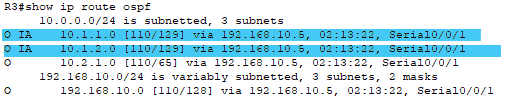 R3#show ip route ospf
10.0.0.0/24 is subnetted, 3 subnets
O IA 10.1.1.0 [110/129] via 192.168.10.5, 02:13:22, Serial0/0/1
O IA 10.1.2.0 [110/129] via 192.168.10.5, 02:13:22, Serial0/0/1
O 10.2.1.0 [110/65] via 192.168.10.5, 02:13:22, Serial0/0/1
192.168.10.0/24 is variably subnetted, 3 subnets, 2 masks
O 192.168.10.0 [110/128] via 192.168.10.5, 02:13:22, Serial0/0/1